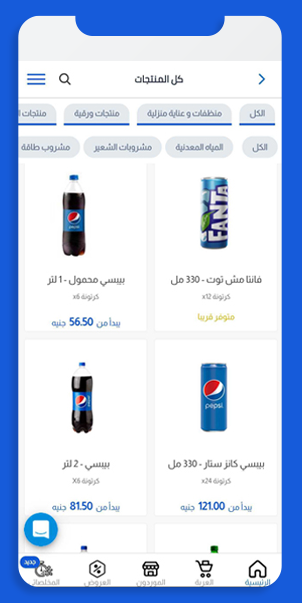 كل المنتجات
الكل
منظفات و عناية منزلية
منتجات ورقية
منتجات ا
الكل
المياه المعدنية
مشروبات الشعير
مشروب طاقة
FANTA
فانتا مش توت - 330 مل
كرتونة x12
متوفر قريبا
pepsi
بيبسي محمول - 1 لتر
كرتونة x6
يبدأ من 56.50 جنيه
pepsi
بيبسي كانز ستار - 330 مل
كرتونة x24
يبدأ من 121.00 جنيه
بيبسي - 2 لتر
كرتونة X6
يبدأ من 81.50 جنيه
الرئيسية
العربة
الموردون
العروض
جديد
المخلصاتي